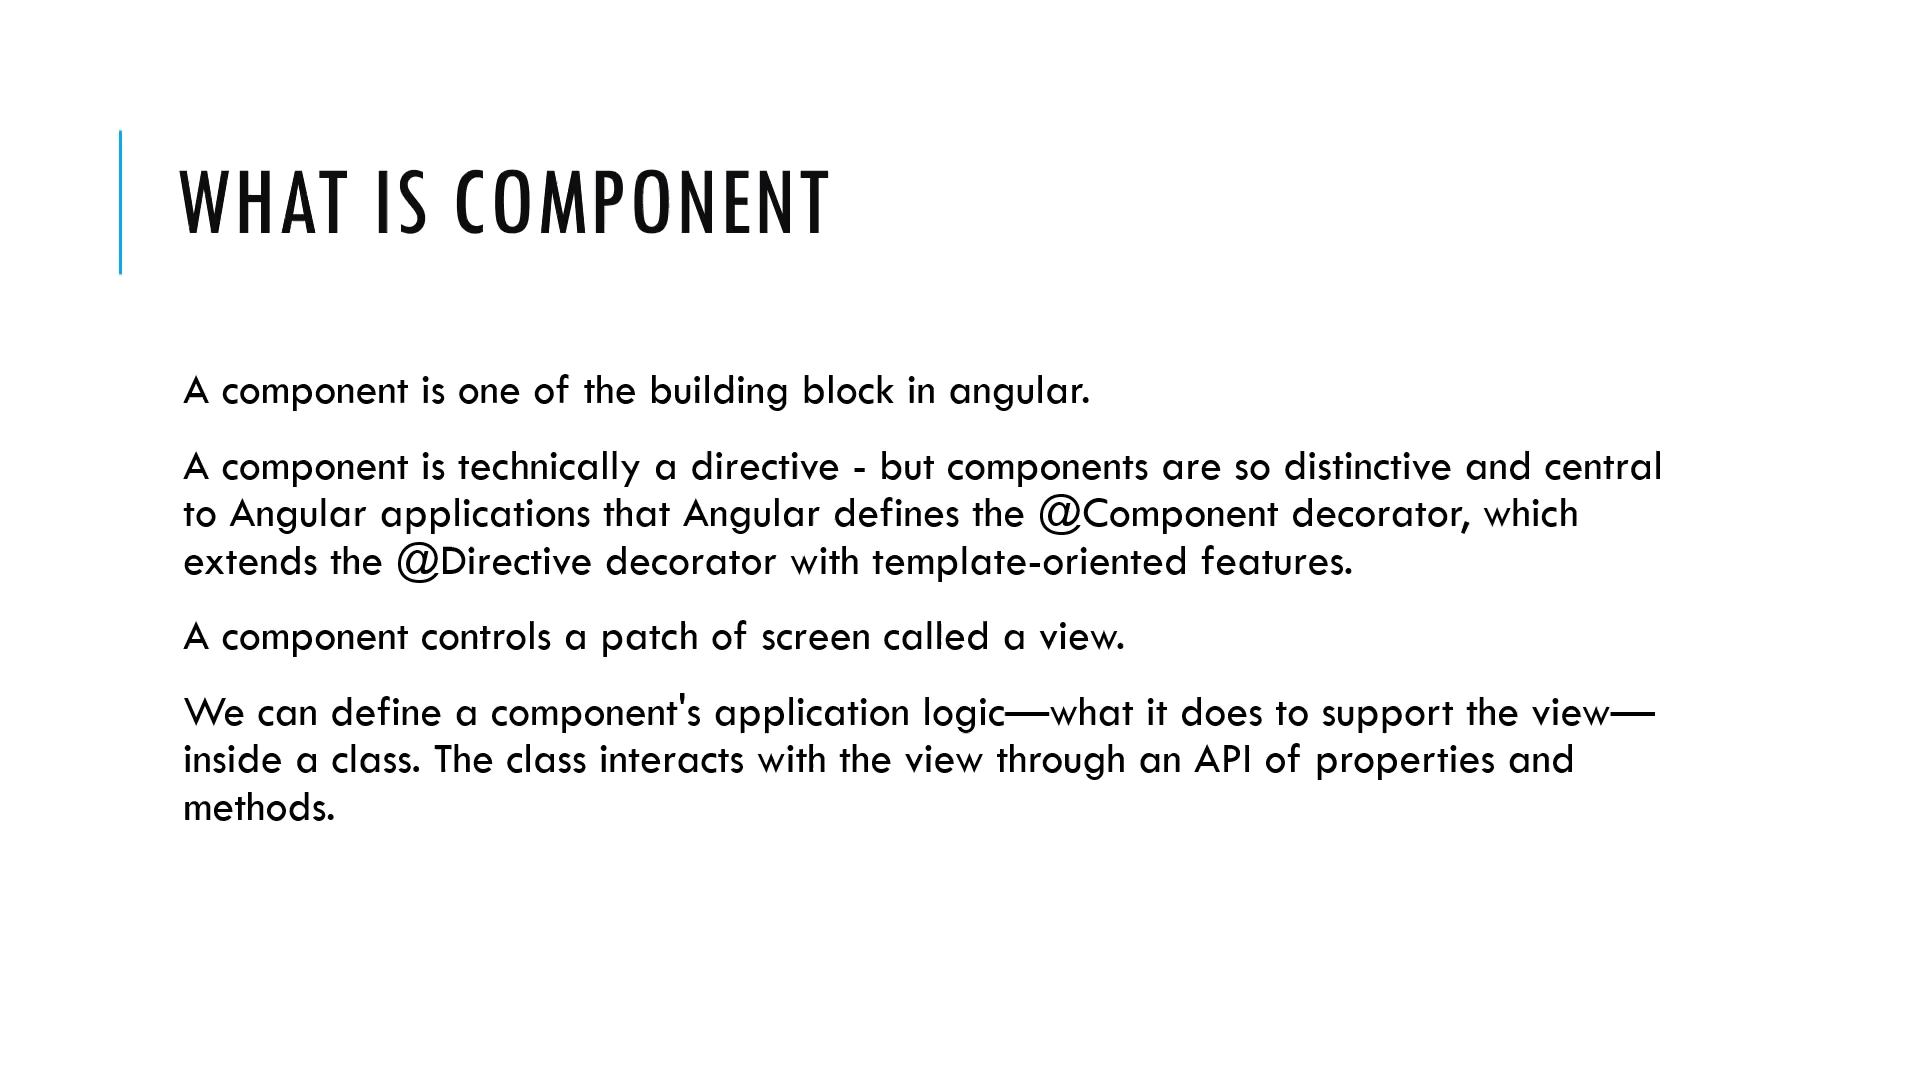 WHAT IS COMPONENT
A component is one of the building block in angular.
A component is technically a directive - but components are so distinctive and central
to Angular applications that Angular defines the @Component decorator, which
extends the @Directive decorator with template-oriented features.
A component controls a patch of screen called a view.
We can define a component's application logic—what it does to support the view—
inside a class. The class interacts with the view through an API of properties and
methods.